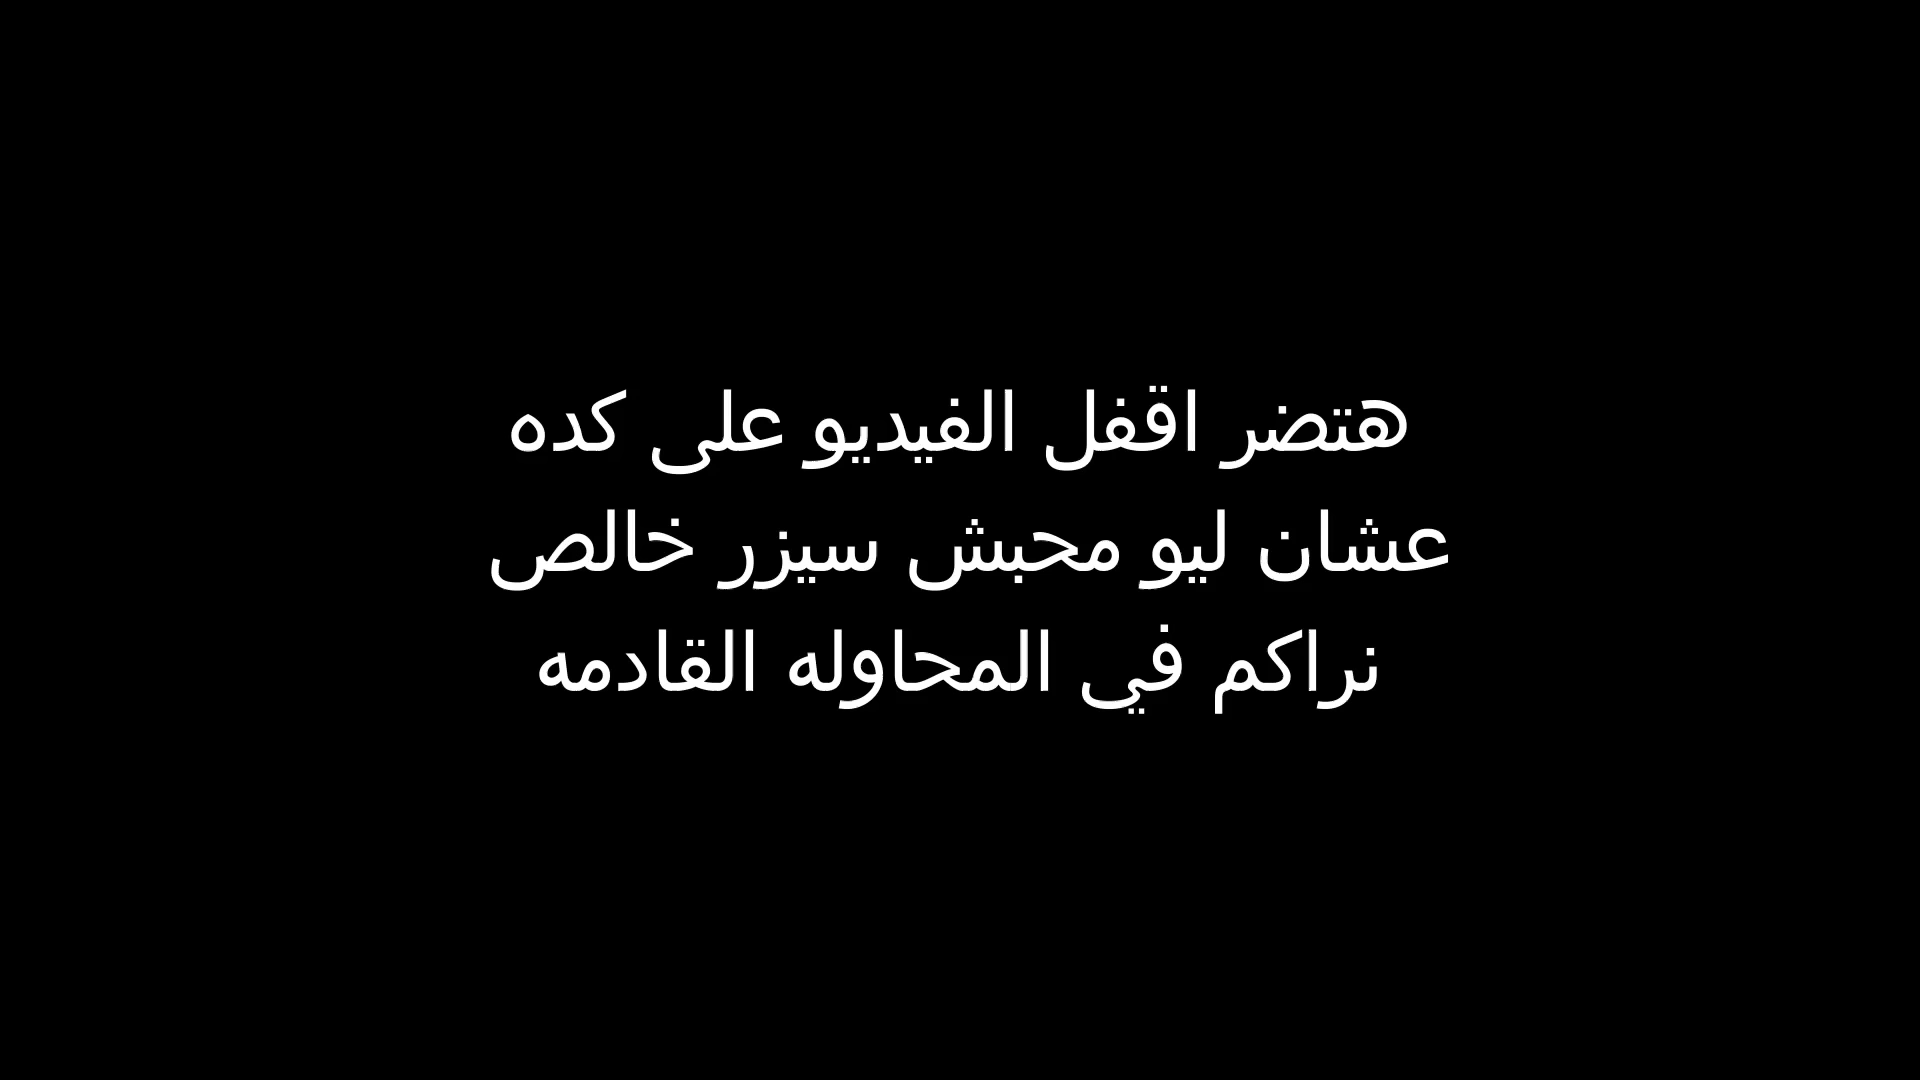 هتضر اقفل الفيديو على كده
عشان ليو محبش سيزر خالص
نراكم في المحاوله القادمه